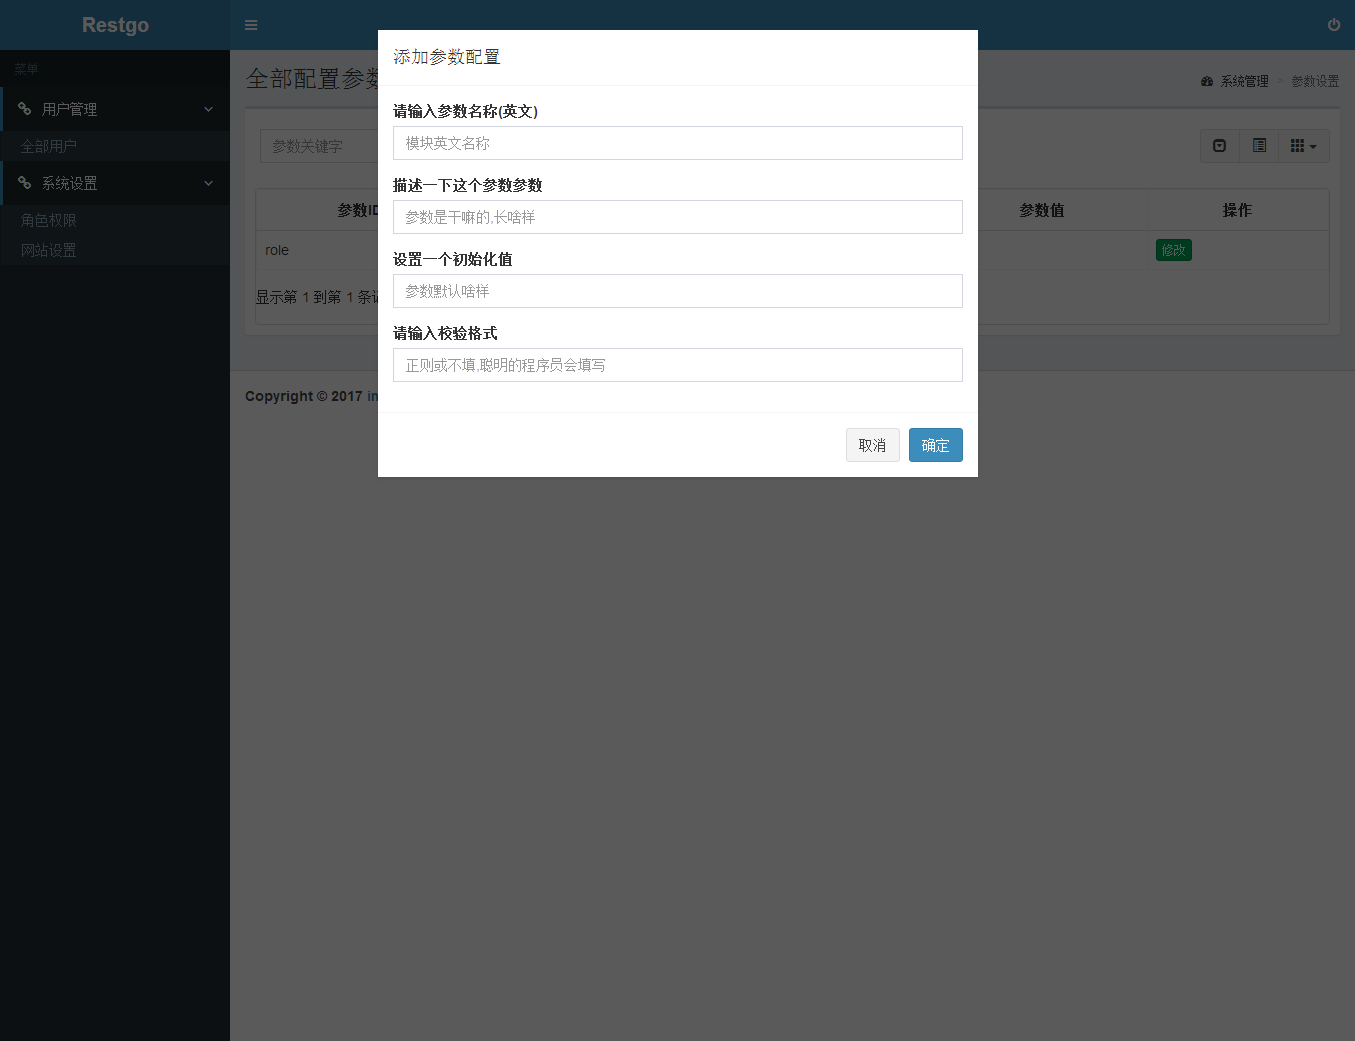 Restgo
菜单
用户管理
全部用户
系统设置
角色权限
网站设置
全部配置参数
系统管理 > 参数设置
参数关键字
参数ID 参数值 操作
role 修改
显示第 1 到第 1 条记
Copyright © 2017
添加参数配置
请输入参数名称(英文)
模块英文名称
描述一下这个参数参数
参数是干嘛的,长啥样
设置一个初始化值
参数默认啥样
请输入校验格式
正则或不填,聪明的程序员会填写
取消 确定